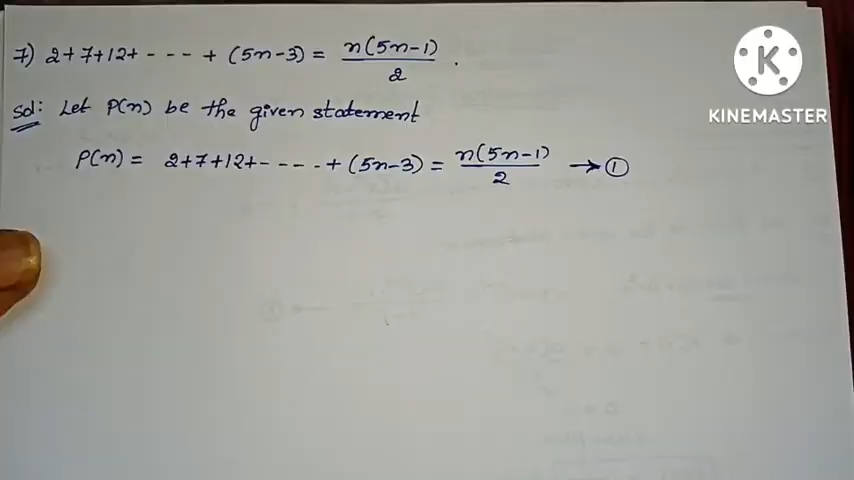 7) 2+7+12+ - - - + (5n-3) = n(5n-1)/2 .
Sol: Let P(n) be the given statement
P(n) = 2+7+12+- - - - + (5n-3) = n(5n-1)/2 → ①
K
KINEMASTER